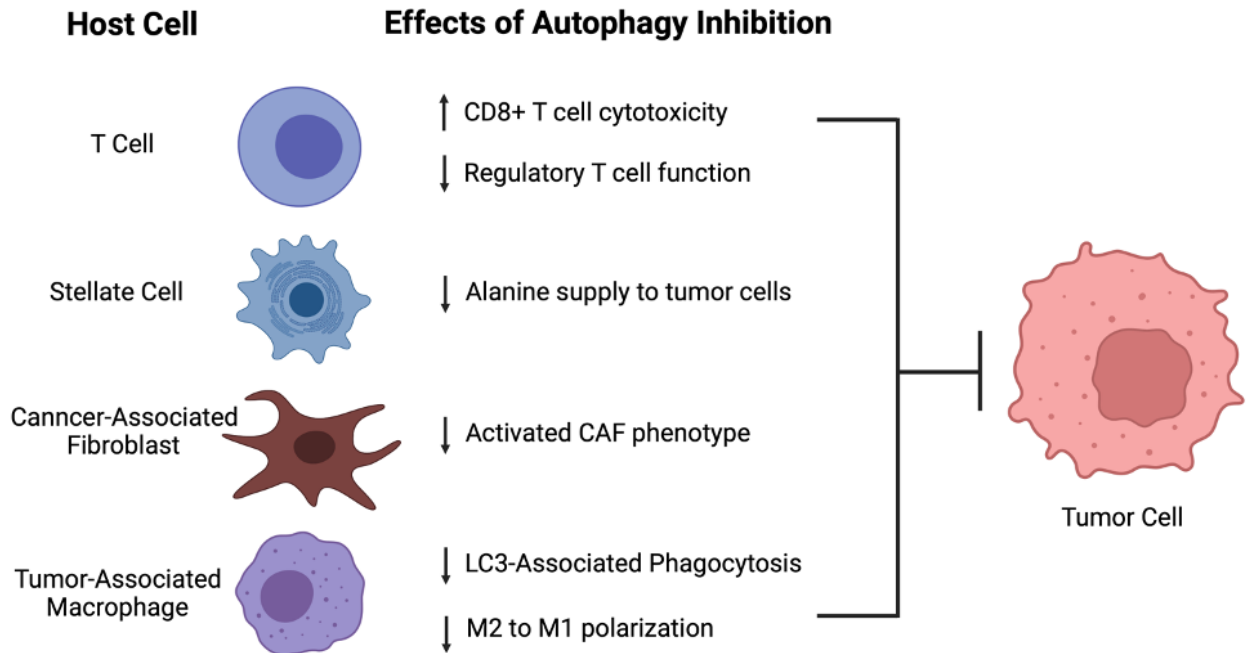 Host Cell
Effects of Autophagy Inhibition
T Cell
↑ CD8+ T cell cytotoxicity
↓ Regulatory T cell function
Stellate Cell
↓ Alanine supply to tumor cells
Canncer-Associated
Fibroblast
↓ Activated CAF phenotype
Tumor-Associated
Macrophage
↓ LC3-Associated Phagocytosis
↓ M2 to M1 polarization
Tumor Cell